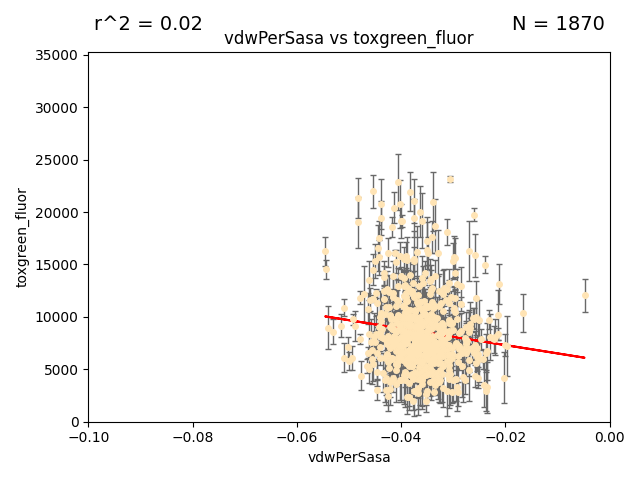 r^2 = 0.02
N = 1870
vdwPerSasa vs toxgreen_fluor
35000
30000
25000
20000
15000
10000
5000
0
toxgreen_fluor
−0.10
−0.08
−0.06
−0.04
−0.02
0.00
vdwPerSasa